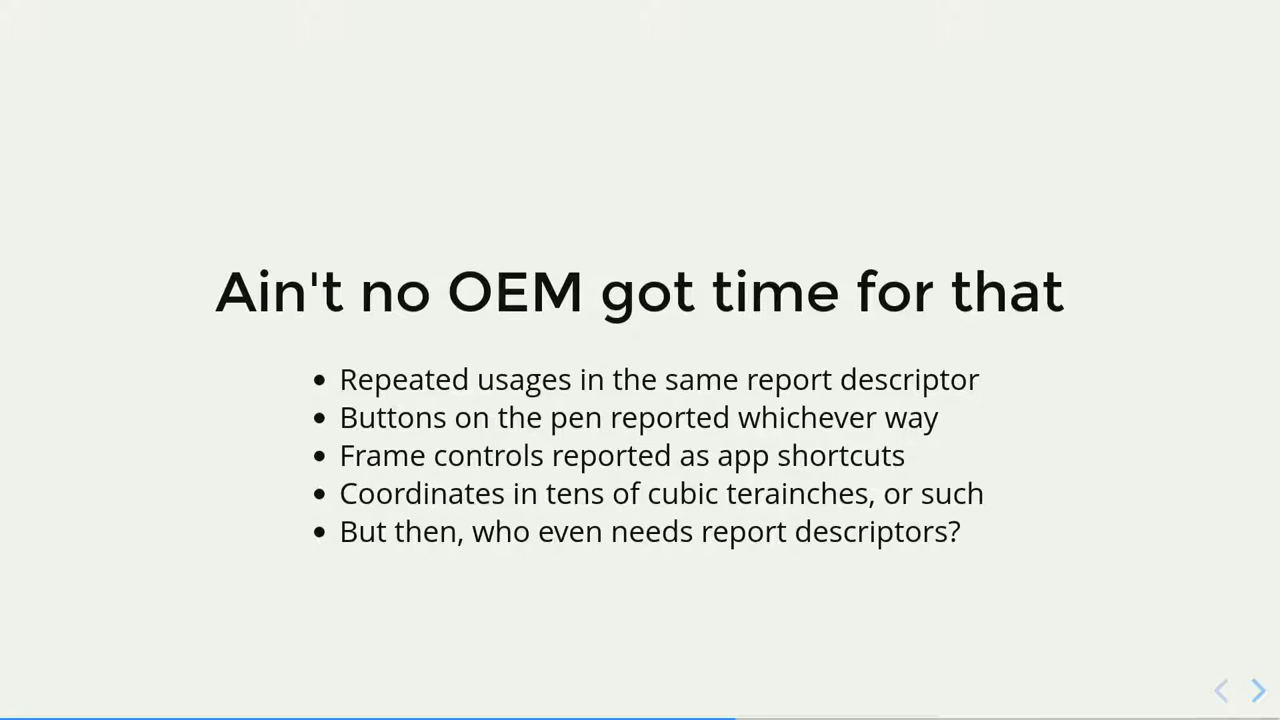 Ain't no OEM got time for that
Repeated usages in the same report descriptor
Buttons on the pen reported whichever way
Frame controls reported as app shortcuts
Coordinates in tens of cubic terainches, or such
But then, who even needs report descriptors?